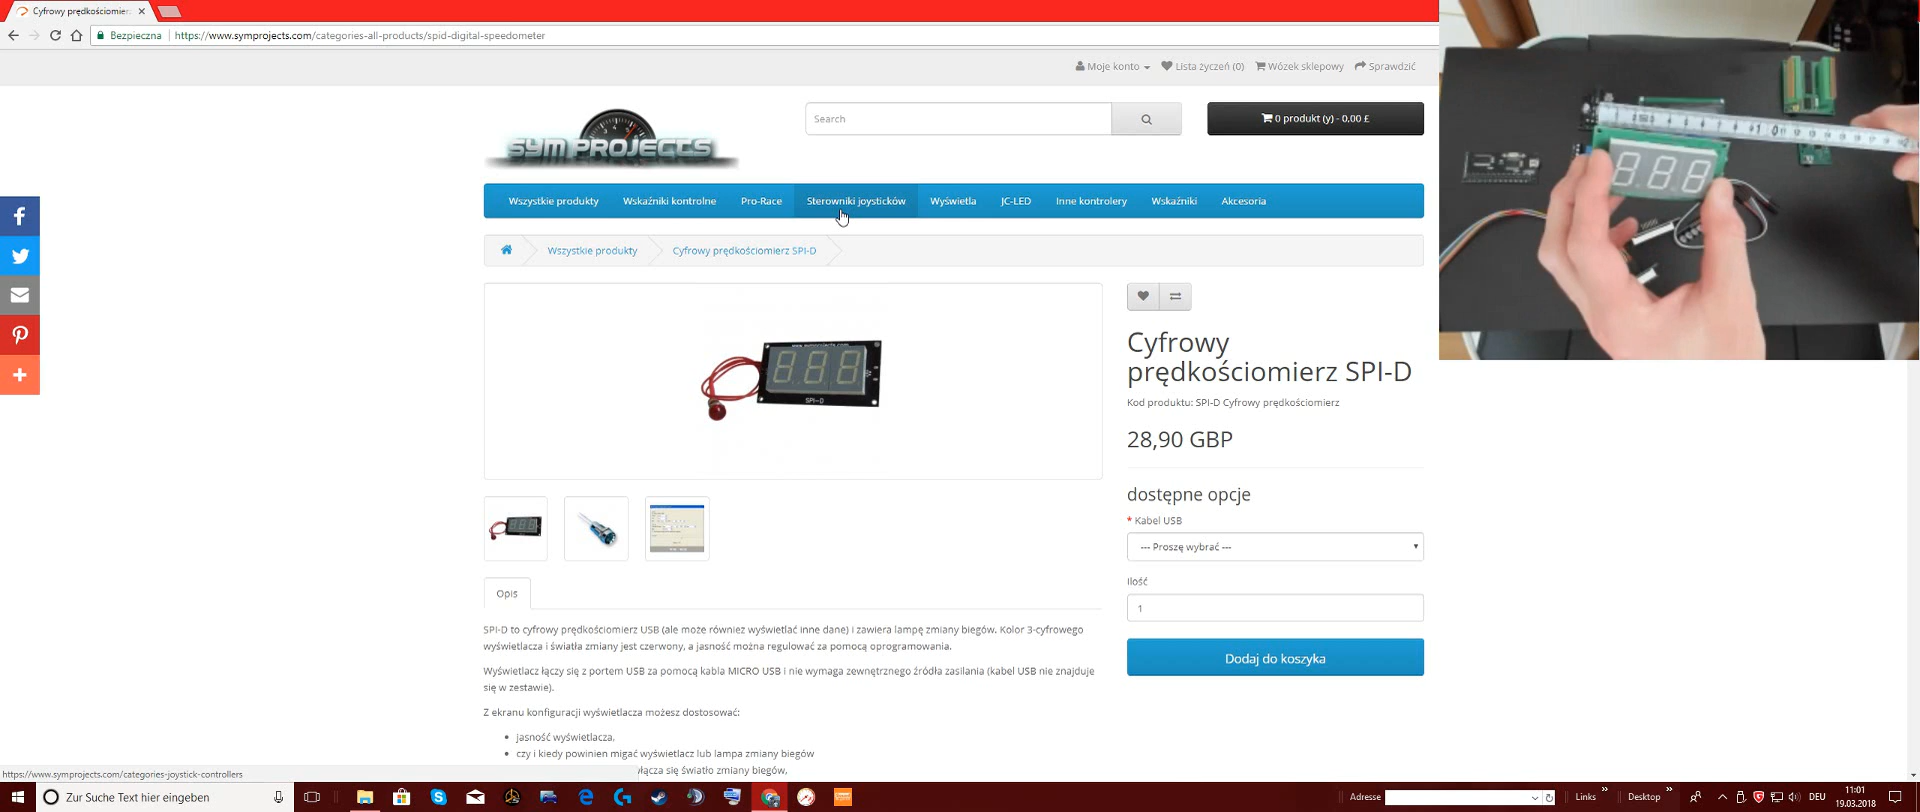 Cyfrowy prędkościomierz
Bezpieczna
https://www.symprojects.com/categories-all-products/spid-digital-speedometer
Moje konto
Lista życzeń (0)
Wózek sklepowy
Sprawdzić
SYM PROJECTS
Search
0 produkt (y) - 0,00 £
Wszystkie produkty
Wskaźniki kontrolne
Pro-Race
Sterowniki joysticków
Wyświetla
JC-LED
Inne kontrolery
Wskaźniki
Akcesoria
Wszystkie produkty
Cyfrowy prędkościomierz SPI-D
www.symprojects.com
SPI-D
Cyfrowy
prędkościomierz SPI-D
Kod produktu: SPI-D Cyfrowy prędkościomierz
28,90 GBP
dostępne opcje
* Kabel USB
--- Proszę wybrać ---
Ilość
1
Dodaj do koszyka
Opis
SPI-D to cyfrowy prędkościomierz USB (ale może również wyświetlać inne dane) i zawiera lampę zmiany biegów. Kolor 3-cyfrowego
wyświetlacza i światła zmiany jest czerwony, a jasność można regulować za pomocą oprogramowania.
Wyświetlacz łączy się z portem USB za pomocą kabla MICRO USB i nie wymaga zewnętrznego źródła zasilania (kabel USB nie znajduje
się w zestawie).
Z ekranu konfiguracji wyświetlacza możesz dostosować:
jasność wyświetlacza,
czy i kiedy powinien migać wyświetlacz lub lampa zmiany biegów
łącza się światło zmiany biegów,
https://www.symprojects.com/categories-joystick-controllers
Zur Suche Text hier eingeben
Adresse
Links
Desktop
DEU
11:01
19.03.2018